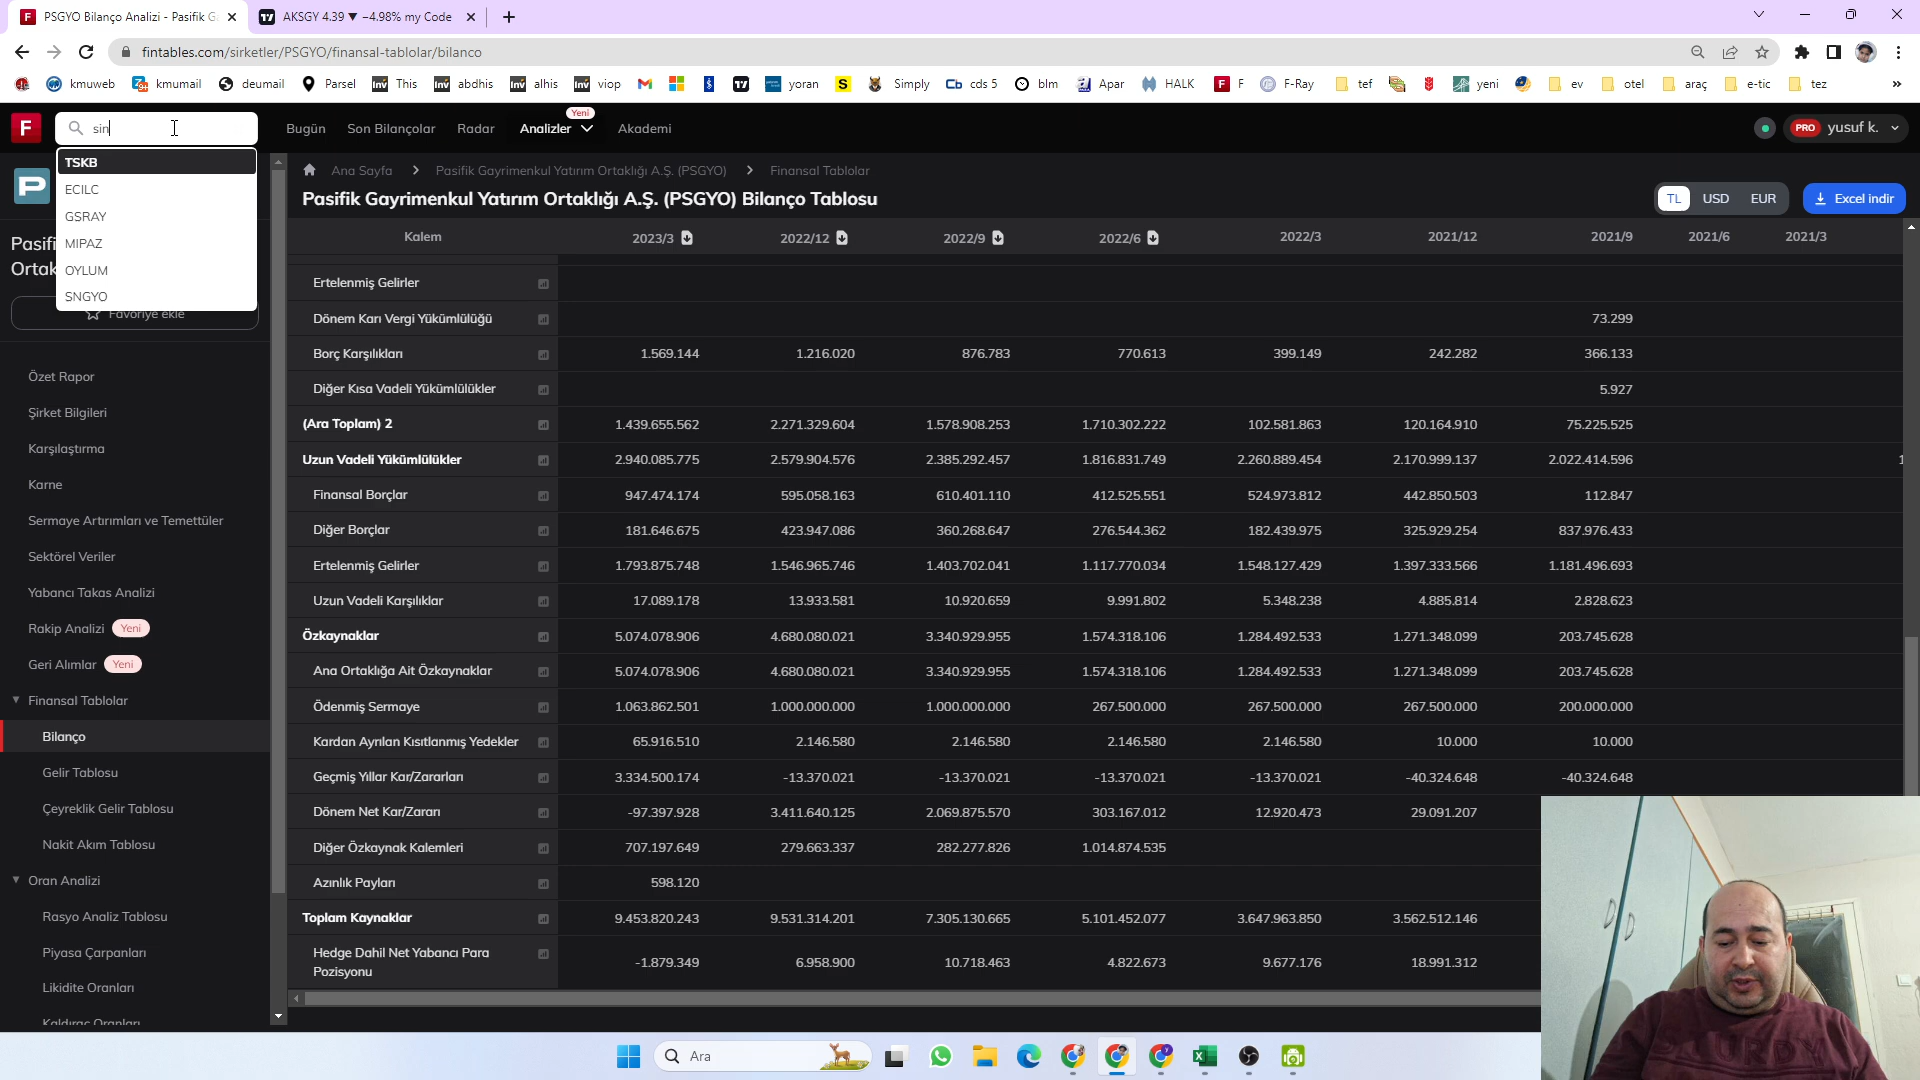 PSGYO Bilanço Analizi - Pasifik G
AKSGY 4.39 ▼ −4.98% my Code
fintables.com/sirketler/PSGYO/finansal-tablolar/bilanco
kmuweb kmumail deumail Parsel This abdhis alhis viop yoran Simply cds 5 blm Apar HALK F F-Ray tef yeni ev otel araç e-tic tez »
sin
Bugün Son Bilançolar Radar Analizler Yeni Akademi
PRO yusuf k.
TSKB
ECILC
GSRAY
MIPAZ
OYLUM
SNGYO
Pasifi
Ortak
Favoriye ekle
Özet Rapor
Şirket Bilgileri
Karşılaştırma
Karne
Sermaye Artırımları ve Temettüler
Sektörel Veriler
Yabancı Takas Analizi
Rakip Analizi Yeni
Geri Alımlar Yeni
Finansal Tablolar
Bilanço
Gelir Tablosu
Çeyreklik Gelir Tablosu
Nakit Akım Tablosu
Oran Analizi
Rasyo Analiz Tablosu
Piyasa Çarpanları
Likidite Oranları
Kaldıraç Oranları
Ana Sayfa > Pasifik Gayrimenkul Yatırım Ortaklığı A.Ş. (PSGYO) > Finansal Tablolar
Pasifik Gayrimenkul Yatırım Ortaklığı A.Ş. (PSGYO) Bilanço Tablosu
TL USD EUR
Excel indir
Kalem 2023/3 2022/12 2022/9 2022/6 2022/3 2021/12 2021/9 2021/6 2021/3
Ertelenmiş Gelirler
Dönem Karı Vergi Yükümlülüğü 73.299
Borç Karşılıkları 1.569.144 1.216.020 876.783 770.613 399.149 242.282 366.133
Diğer Kısa Vadeli Yükümlülükler 5.927
(Ara Toplam) 2 1.439.655.562 2.271.329.604 1.578.908.253 1.710.302.222 102.581.863 120.164.910 75.225.525
Uzun Vadeli Yükümlülükler 2.940.085.775 2.579.904.576 2.385.292.457 1.816.831.749 2.260.889.454 2.170.999.137 2.022.414.596 1
Finansal Borçlar 947.474.174 595.058.163 610.401.110 412.525.551 524.973.812 442.850.503 112.847
Diğer Borçlar 181.646.675 423.947.086 360.268.647 276.544.362 182.439.975 325.929.254 837.976.433
Ertelenmiş Gelirler 1.793.875.748 1.546.965.746 1.403.702.041 1.117.770.034 1.548.127.429 1.397.333.566 1.181.496.693
Uzun Vadeli Karşılıklar 17.089.178 13.933.581 10.920.659 9.991.802 5.348.238 4.885.814 2.828.623
Özkaynaklar 5.074.078.906 4.680.080.021 3.340.929.955 1.574.318.106 1.284.492.533 1.271.348.099 203.745.628
Ana Ortaklığa Ait Özkaynaklar 5.074.078.906 4.680.080.021 3.340.929.955 1.574.318.106 1.284.492.533 1.271.348.099 203.745.628
Ödenmiş Sermaye 1.063.862.501 1.000.000.000 1.000.000.000 267.500.000 267.500.000 267.500.000 200.000.000
Kardan Ayrılan Kısıtlanmış Yedekler 65.916.510 2.146.580 2.146.580 2.146.580 2.146.580 10.000 10.000
Geçmiş Yıllar Kar/Zararları 3.334.500.174 -13.370.021 -13.370.021 -13.370.021 -13.370.021 -40.324.648 -40.324.648
Dönem Net Kar/Zararı -97.397.928 3.411.640.125 2.069.875.570 303.167.012 12.920.473 29.091.207
Diğer Özkaynak Kalemleri 707.197.649 279.663.337 282.277.826 1.014.874.535
Azınlık Payları 598.120
Toplam Kaynaklar 9.453.820.243 9.531.314.201 7.305.130.665 5.101.452.077 3.647.963.850 3.562.512.146
Hedge Dahil Net Yabancı Para
Pozisyonu -1.879.349 6.958.900 10.718.463 4.822.673 9.677.176 18.991.312
Ara